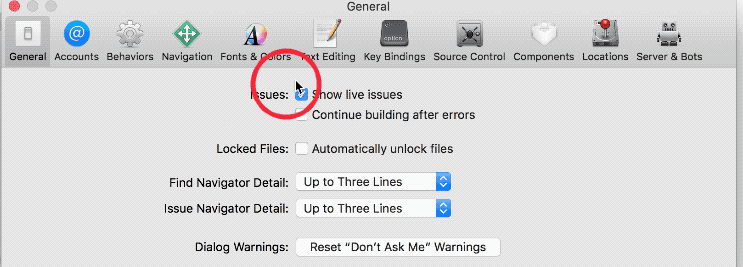 General
General Accounts Behaviors Navigation Fonts & Colors Text Editing Key Bindings Source Control Components Locations Server & Bots
Issues: Show live issues
Continue building after errors
Locked Files: Automatically unlock files
Find Navigator Detail: Up to Three Lines
Issue Navigator Detail: Up to Three Lines
Dialog Warnings: Reset “Don’t Ask Me” Warnings